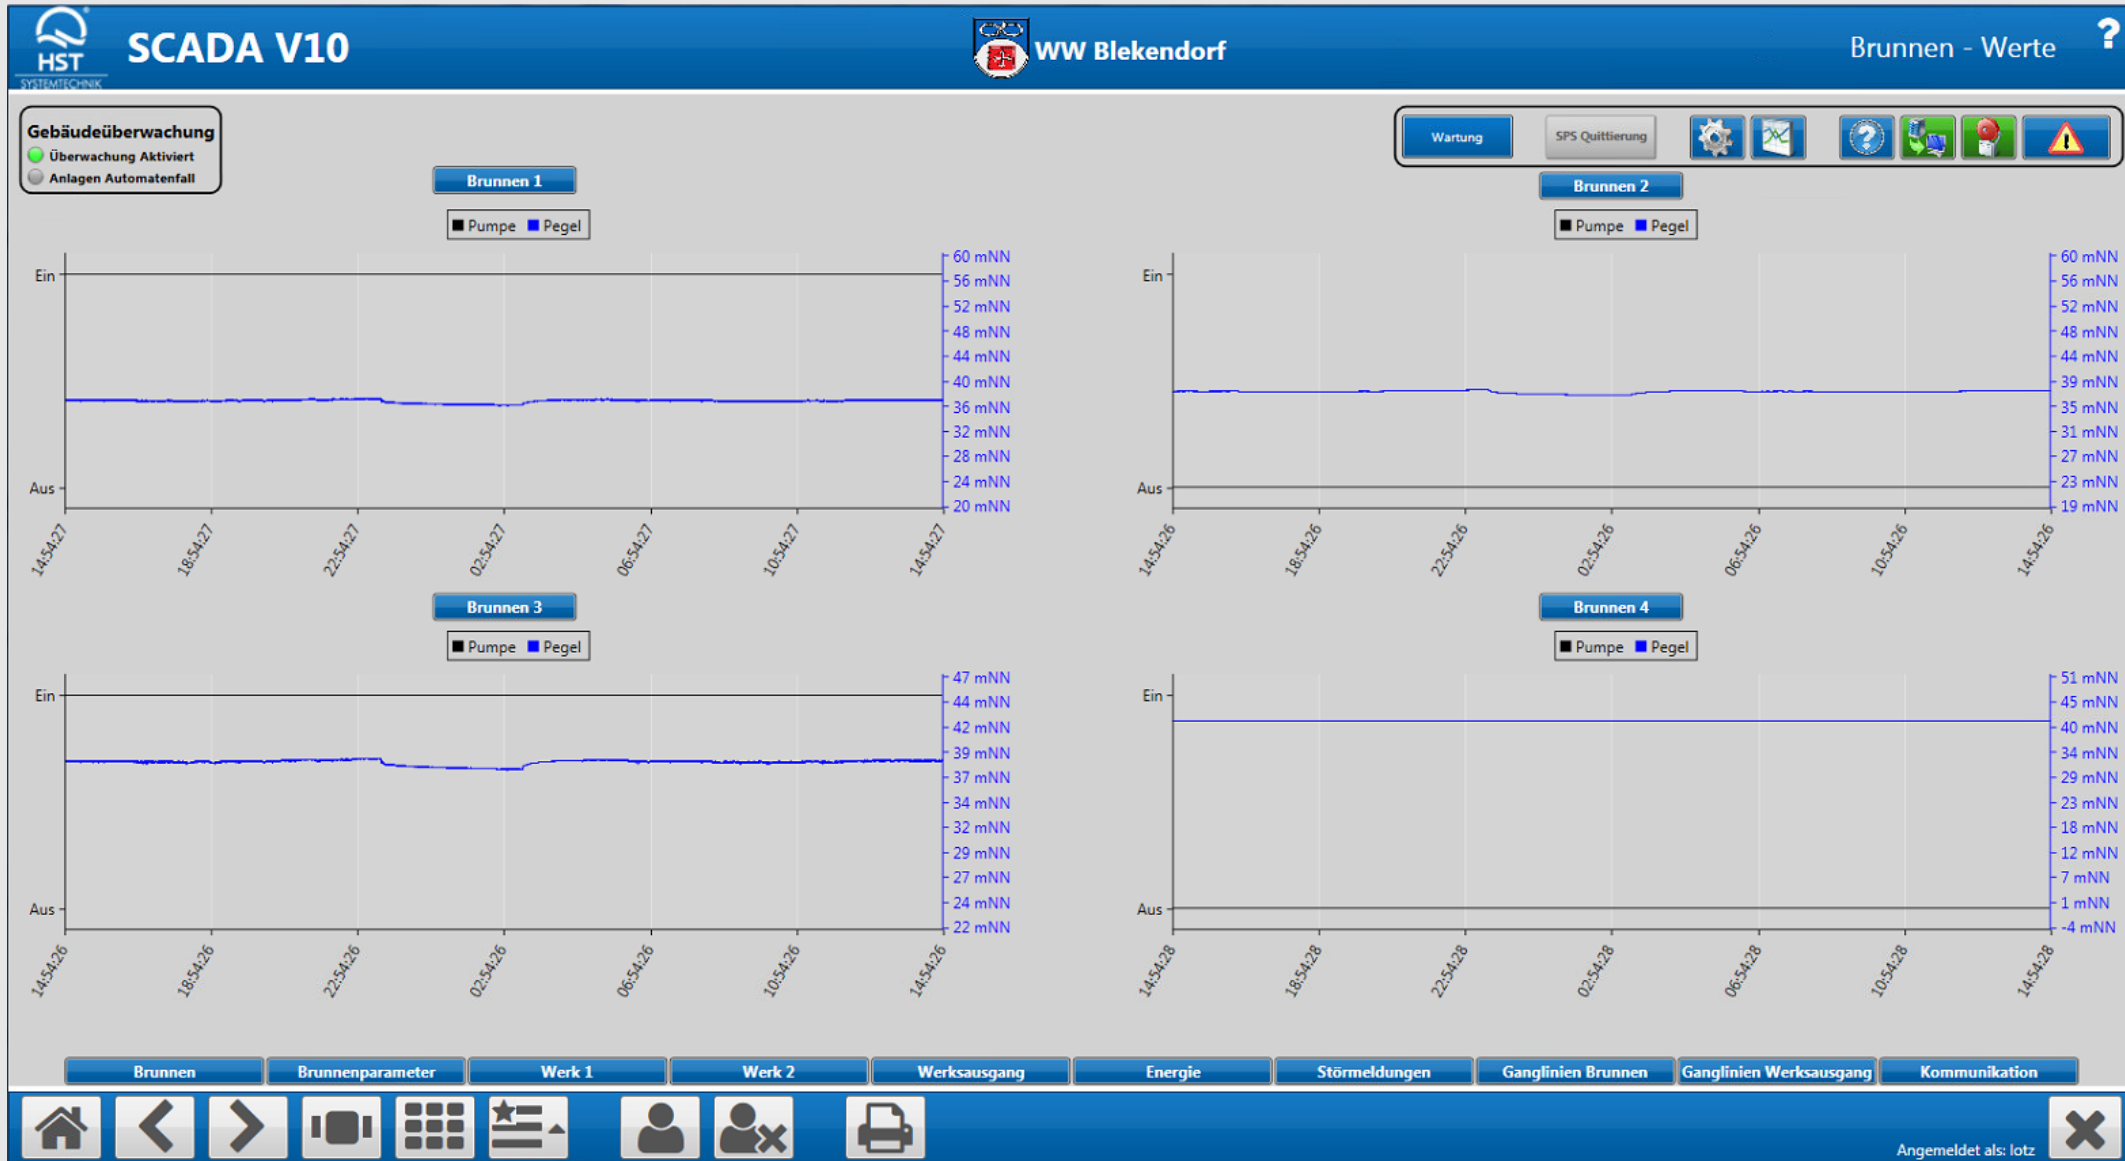 HST
SYSTEMTECHNIK
SCADA V10
WW Blekendorf
Brunnen - Werte
?
Gebäudeüberwachung
Überwachung Aktiviert
Anlagen Automatenfall
Wartung
SPS Quittierung
Brunnen 1
Pumpe Pegel
Ein
Aus
60 mNN
56 mNN
52 mNN
48 mNN
44 mNN
40 mNN
36 mNN
32 mNN
28 mNN
24 mNN
20 mNN
14:54:27 18:54:27 22:54:27 02:54:27 06:54:27 10:54:27 14:54:27
Brunnen 2
Pumpe Pegel
Ein
Aus
60 mNN
56 mNN
52 mNN
48 mNN
44 mNN
39 mNN
35 mNN
31 mNN
27 mNN
23 mNN
19 mNN
14:54:26 18:54:26 22:54:26 02:54:26 06:54:26 10:54:26 14:54:26
Brunnen 3
Pumpe Pegel
Ein
Aus
47 mNN
44 mNN
42 mNN
39 mNN
37 mNN
34 mNN
32 mNN
29 mNN
27 mNN
24 mNN
22 mNN
14:54:26 18:54:26 22:54:26 02:54:26 06:54:26 10:54:26 14:54:26
Brunnen 4
Pumpe Pegel
Ein
Aus
51 mNN
45 mNN
40 mNN
34 mNN
29 mNN
23 mNN
18 mNN
12 mNN
7 mNN
1 mNN
-4 mNN
14:54:28 18:54:28 22:54:28 02:54:28 06:54:28 10:54:28 14:54:28
Brunnen Brunnenparameter Werk 1 Werk 2 Werksausgang Energie Störmeldungen Ganglinien Brunnen Ganglinien Werksausgang Kommunikation
Angemeldet als: lotz